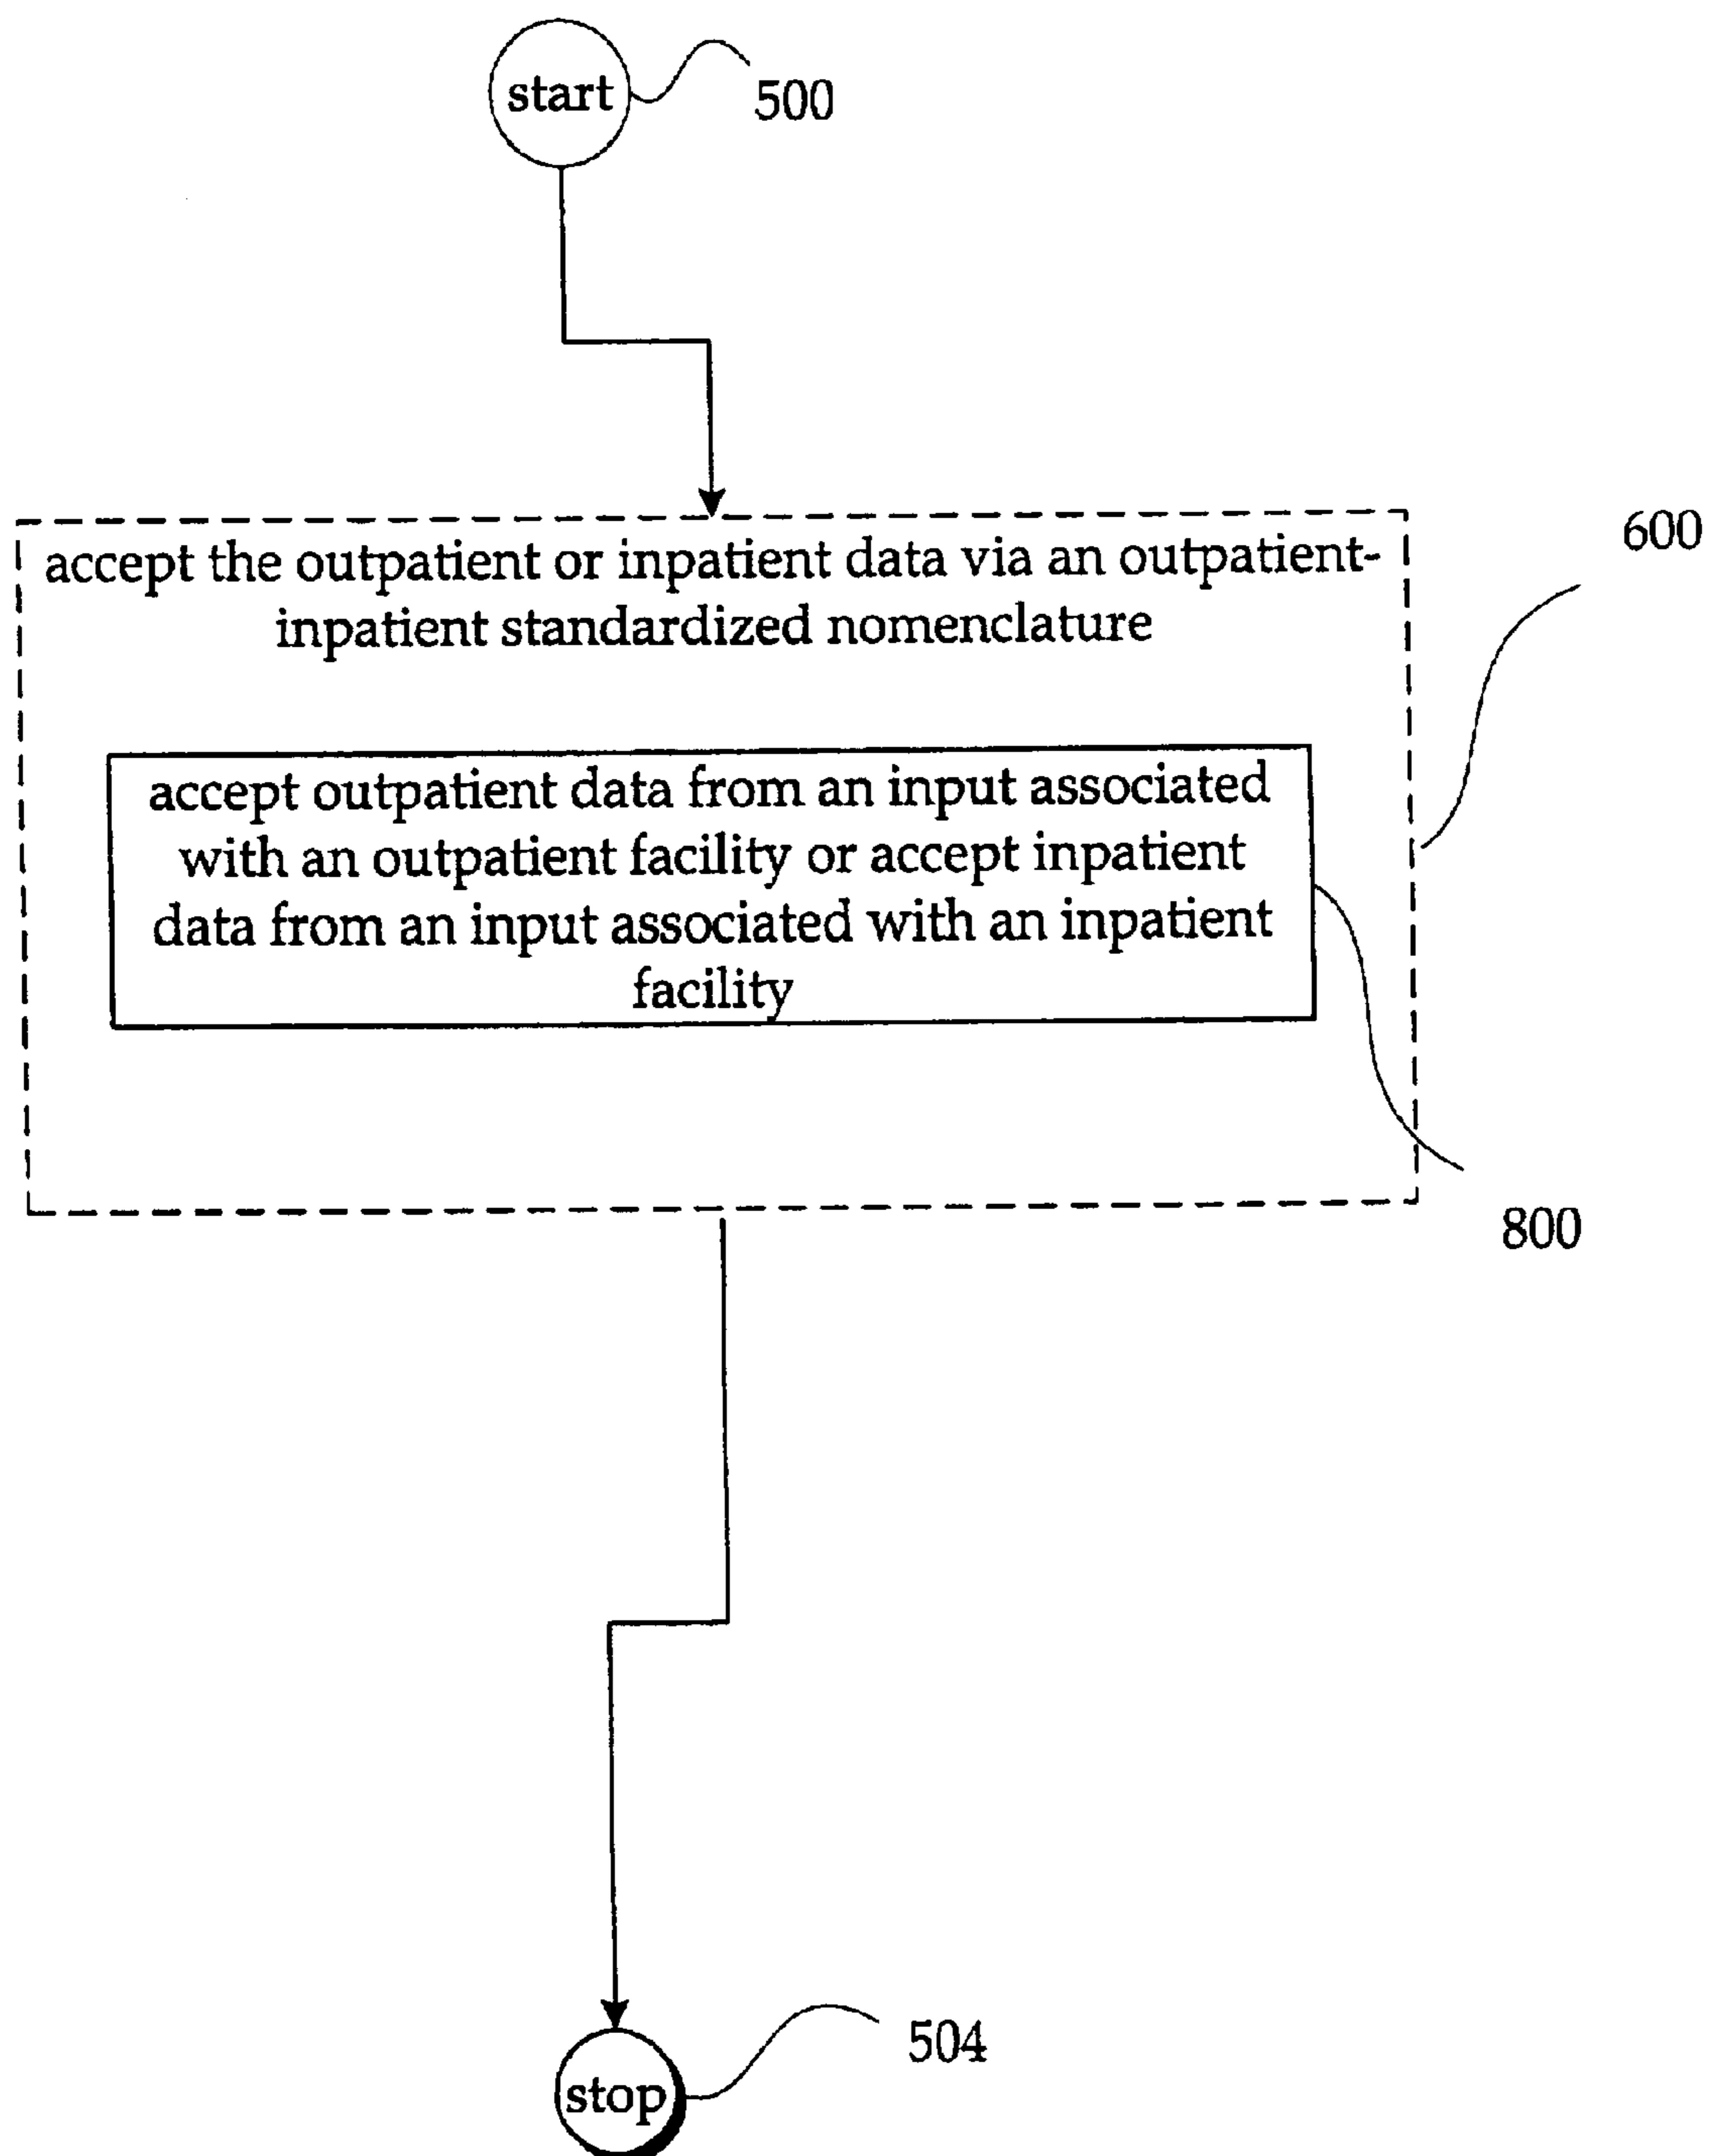 start
500
600
accept the outpatient or inpatient data via an outpatient-
inpatient standardized nomenclature
accept outpatient data from an input associated
with an outpatient facility or accept inpatient
data from an input associated with an inpatient
facility
800
504
stop